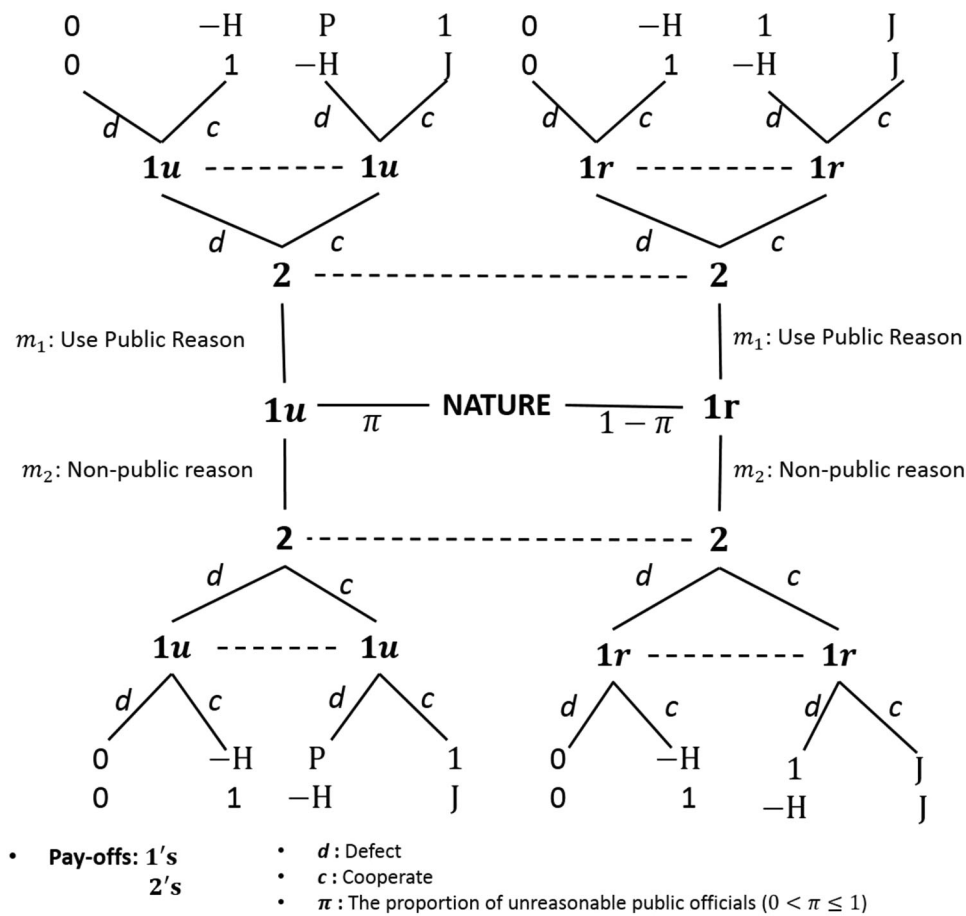 0 −H P 1 0 −H 1 J
0 1 −H J 0 1 −H J
d c d c d c d c
1u 1u 1r 1r
d c d c
2 2
m₁: Use Public Reason m₁: Use Public Reason
1u π NATURE 1 − π 1r
m₂: Non-public reason m₂: Non-public reason
2 2
d c d c
1u 1u 1r 1r
d c d c d c d c
0 −H P 1 0 −H 1 J
0 1 −H J 0 1 −H J
• Pay-offs: 1's
2's
• d : Defect
• c : Cooperate
• π : The proportion of unreasonable public officials (0 < π ≤ 1)